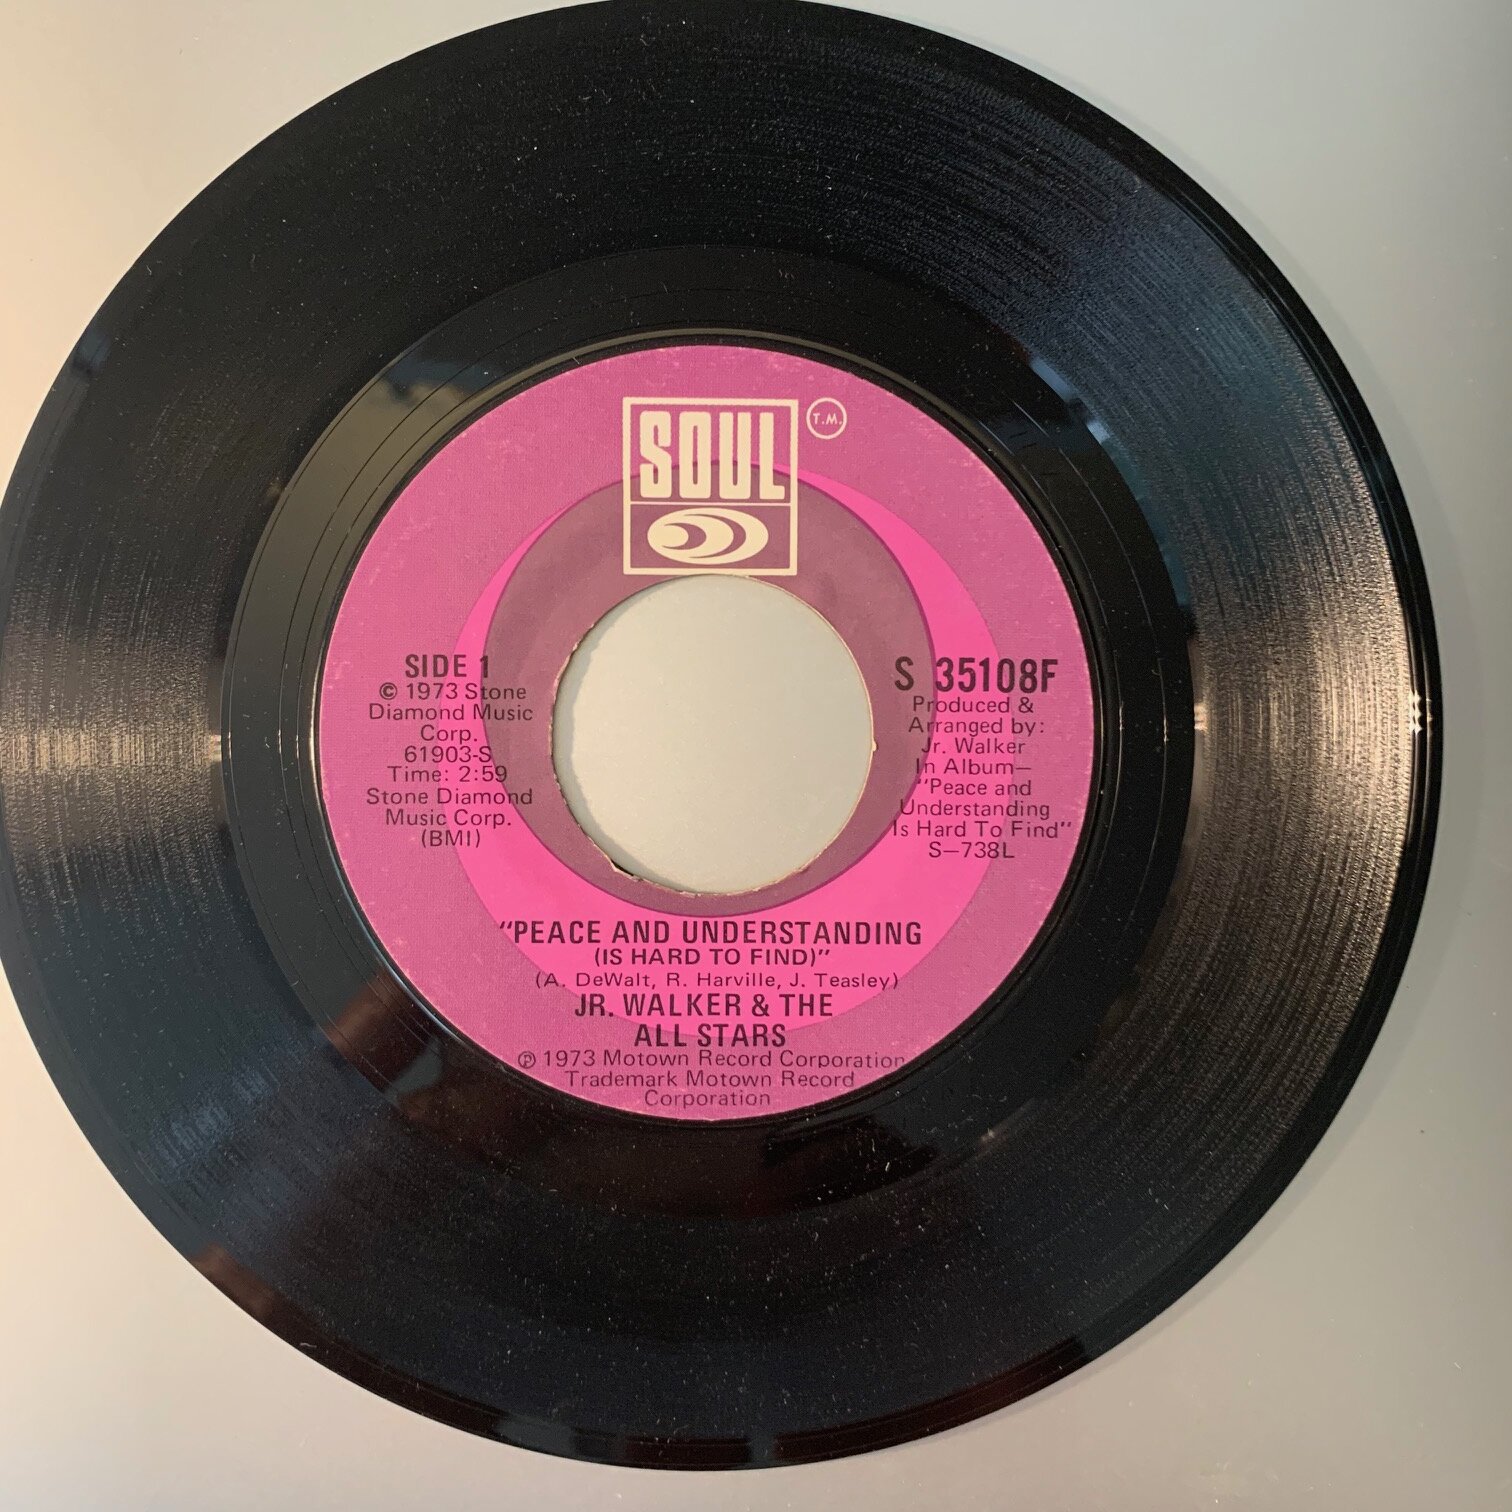 SOUL
T.M.
SIDE 1
© 1973 Stone
Diamond Music
Corp.
61903-S
Time: 2:59
Stone Diamond
Music Corp.
(BMI)
S 35108F
Produced &
Arranged by:
Jr. Walker
In Album—
"Peace and
Understanding
Is Hard To Find"
S—738L
"PEACE AND UNDERSTANDING
(IS HARD TO FIND)"
(A. DeWalt, R. Harville, J. Teasley)
JR. WALKER & THE
ALL STARS
℗ 1973 Motown Record Corporation
Trademark Motown Record
Corporation